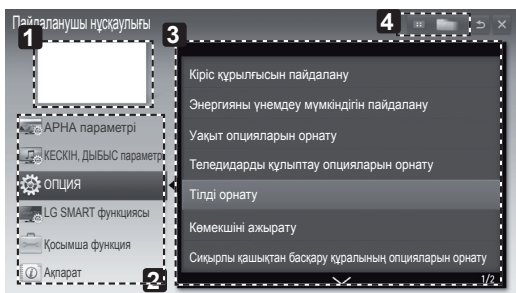 Пайдаланушы нұсқаулығы
4
1
3
АРНА параметрі
КЕСКІН, ДЫБЫС параметр
ОПЦИЯ
LG SMART функциясы
Қосымша функция
Ақпарат
2
Кіріс құрылғысын пайдалану
Энергияны үнемдеу мүмкіндігін пайдалану
Уақыт опцияларын орнату
Теледидарды құлыптау опцияларын орнату
Тілді орнату
Көмекшіні ажырату
Сиқырлы қашықтан басқару құралының опцияларын орнату
1/2